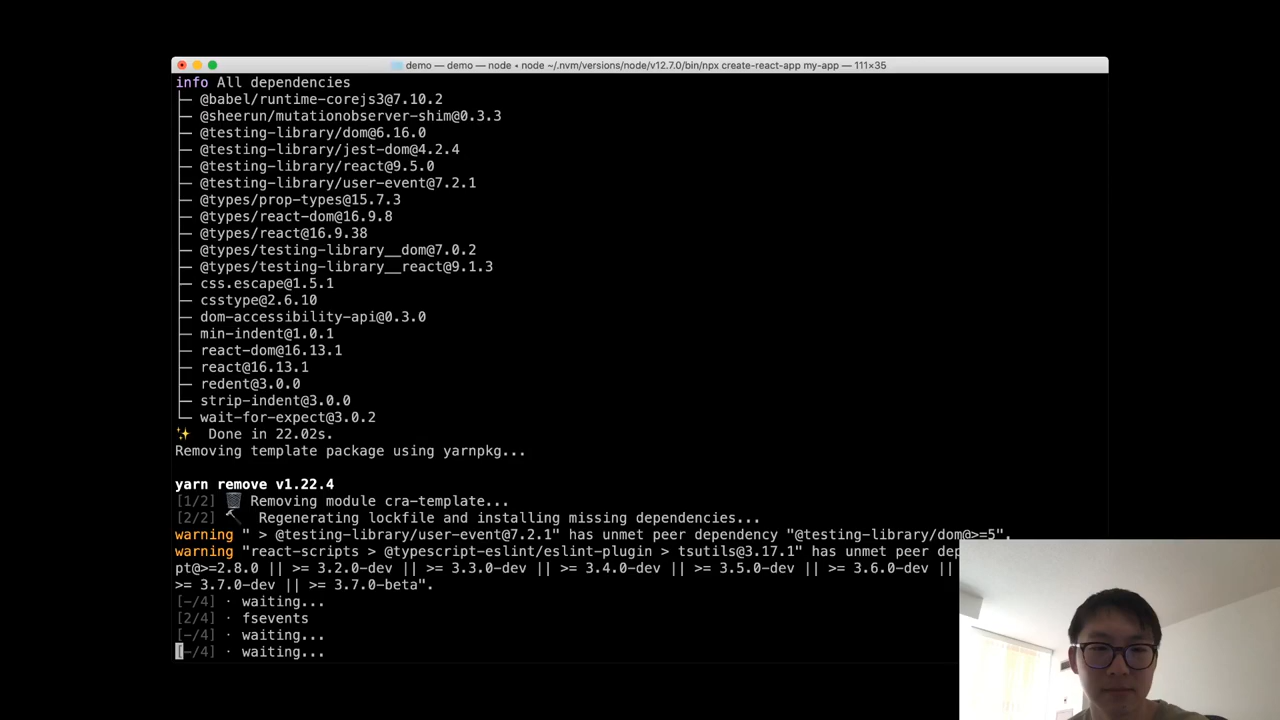 demo — demo — node ◂ node ~/.nvm/versions/node/v12.7.0/bin/npx create-react-app my-app — 111×35
info All dependencies
├─ @babel/runtime-corejs3@7.10.2
├─ @sheerun/mutationobserver-shim@0.3.3
├─ @testing-library/dom@6.16.0
├─ @testing-library/jest-dom@4.2.4
├─ @testing-library/react@9.5.0
├─ @testing-library/user-event@7.2.1
├─ @types/prop-types@15.7.3
├─ @types/react-dom@16.9.8
├─ @types/react@16.9.38
├─ @types/testing-library__dom@7.0.2
├─ @types/testing-library__react@9.1.3
├─ css.escape@1.5.1
├─ csstype@2.6.10
├─ dom-accessibility-api@0.3.0
├─ min-indent@1.0.1
├─ react-dom@16.13.1
├─ react@16.13.1
├─ redent@3.0.0
├─ strip-indent@3.0.0
└─ wait-for-expect@3.0.2
✨ Done in 22.02s.
Removing template package using yarnpkg...
yarn remove v1.22.4
[1/2] 🗑 Removing module cra-template...
[2/2] 🔨 Regenerating lockfile and installing missing dependencies...
warning " > @testing-library/user-event@7.2.1" has unmet peer dependency "@testing-library/dom@>=5".
warning "react-scripts > @typescript-eslint/eslint-plugin > tsutils@3.17.1" has unmet peer dep
pt@>=2.8.0 || >= 3.2.0-dev || >= 3.3.0-dev || >= 3.4.0-dev || >= 3.5.0-dev || >= 3.6.0-dev ||
>= 3.7.0-dev || >= 3.7.0-beta".
[-/4] · waiting...
[2/4] · fsevents
[-/4] · waiting...
[-/4] · waiting...